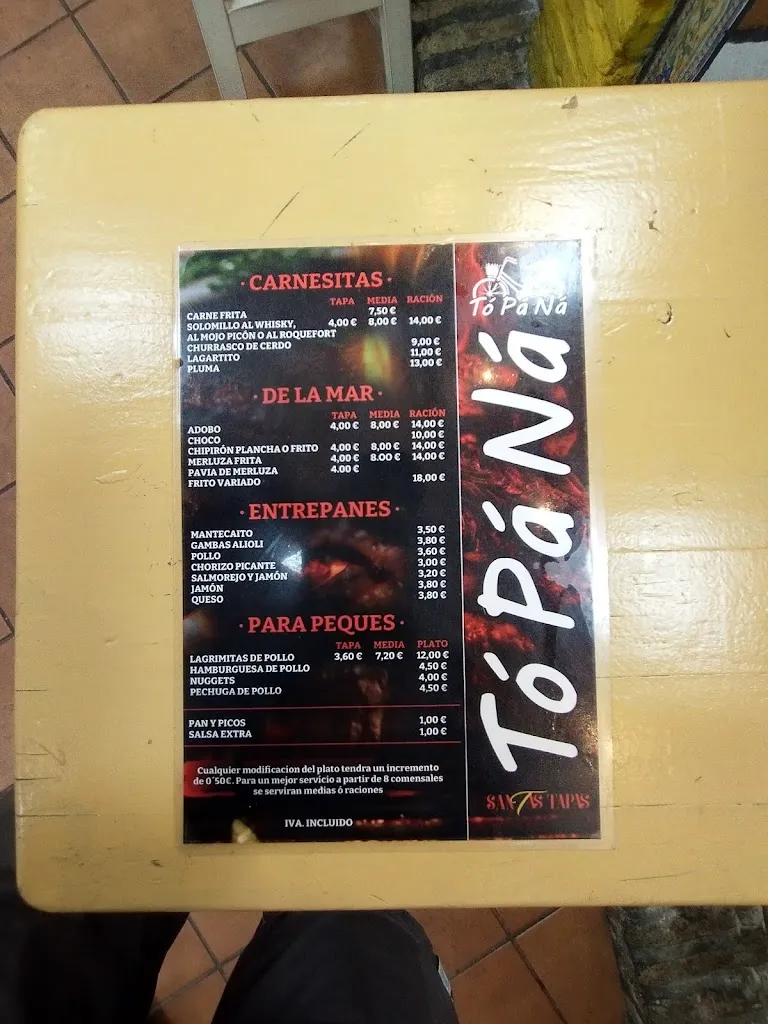 · CARNESITAS ·
TAPA MEDIA RACIÓN
CARNE FRITA 7,50 €
SOLOMILLO AL WHISKY, 4,00 € 8,00 € 14,00 €
AL MOJO PICÓN O AL ROQUEFORT
CHURRASCO DE CERDO 9,00 €
LAGARTITO 11,00 €
PLUMA 13,00 €
· DE LA MAR ·
TAPA MEDIA RACIÓN
ADOBO 4,00 € 8,00 € 14,00 €
CHOCO 10,00 €
CHIPIRÓN PLANCHA O FRITO 4,00 € 8,00 € 14,00 €
MERLUZA FRITA 4,00 € 8.00 € 14,00 €
PAVIA DE MERLUZA 4.00 €
FRITO VARIADO 18,00 €
· ENTREPANES ·
MANTECAITO 3,50 €
GAMBAS ALIOLI 3,80 €
POLLO 3,60 €
CHORIZO PICANTE 3,00 €
SALMOREJO Y JAMÓN 3,20 €
JAMÓN 3,80 €
QUESO 3,80 €
· PARA PEQUES ·
TAPA MEDIA PLATO
LAGRIMITAS DE POLLO 3,60 € 7,20 € 12,00 €
HAMBURGUESA DE POLLO 4,50 €
NUGGETS 4,00 €
PECHUGA DE POLLO 4,50 €
PAN Y PICOS 1,00 €
SALSA EXTRA 1,00 €
Cualquier modificacion del plato tendra un incremento
de 0´50€. Para un mejor servicio a partir de 8 comensales
se serviran medias ó raciones
IVA. INCLUIDO
Tó Pá Ná
Tó Pá Ná
SANTAS TAPAS